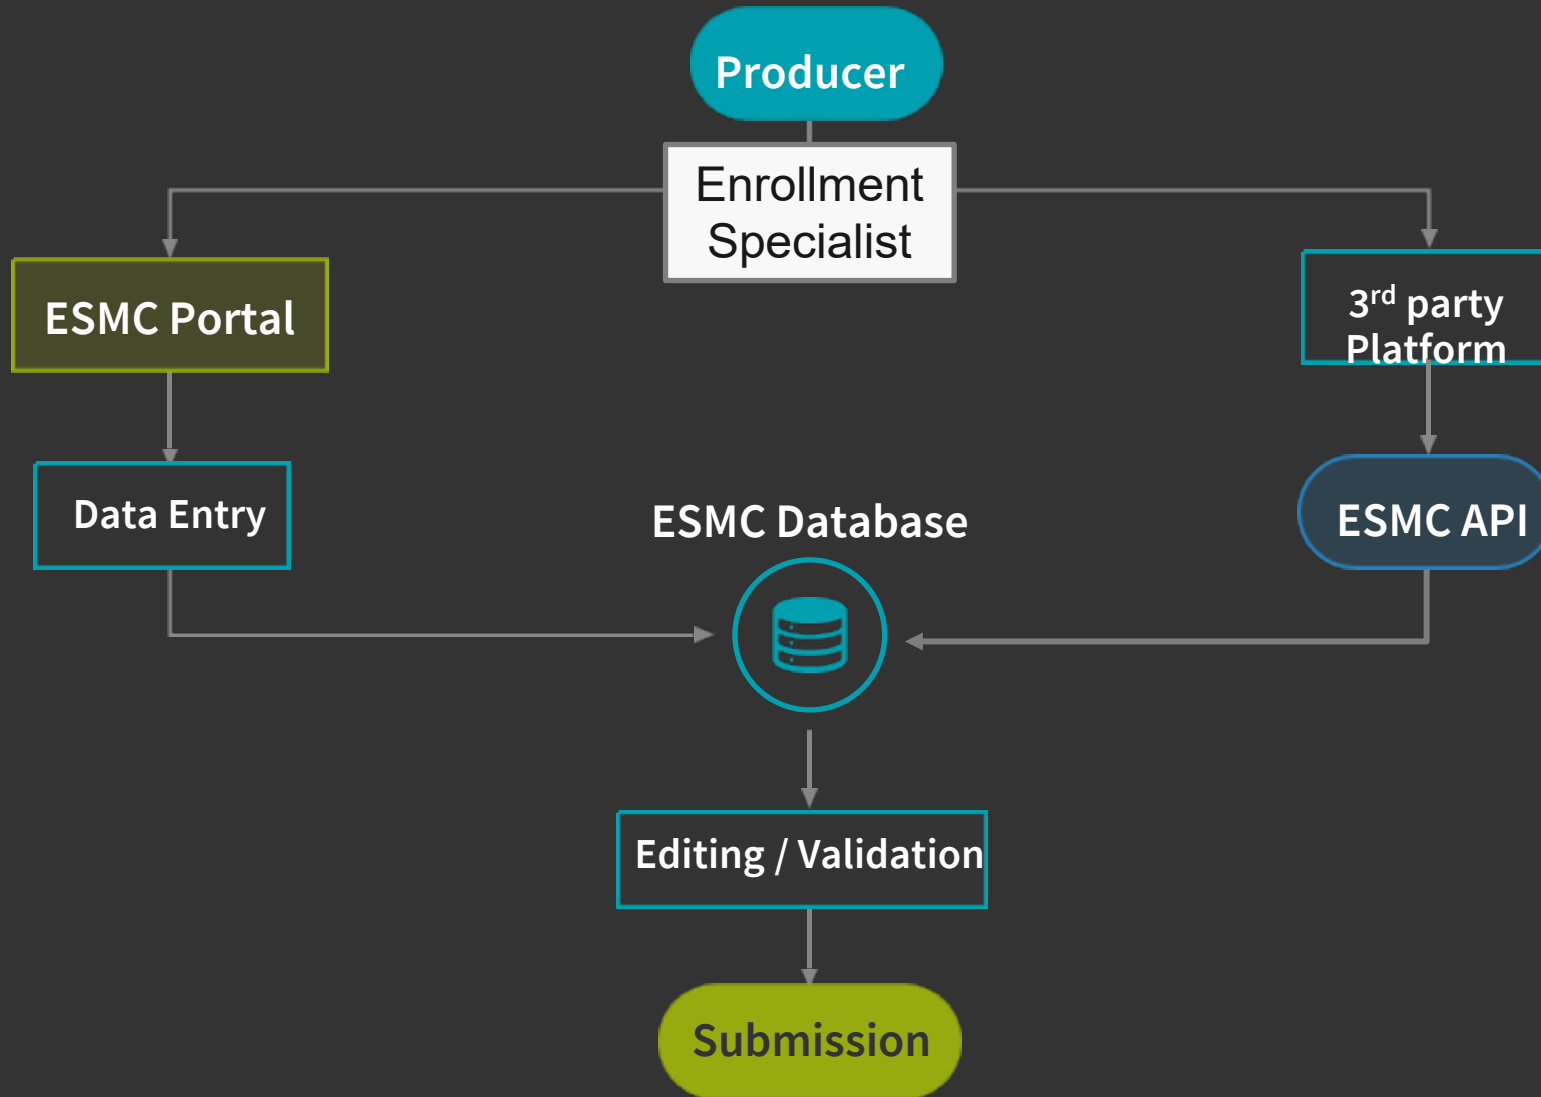 Producer
Enrollment
Specialist
ESMC Portal
3rd party
Platform
Data Entry
ESMC Database
ESMC API
Editing / Validation
Submission